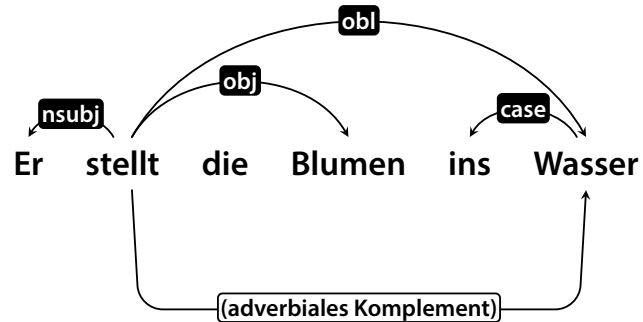 obl
obj
nsubj
case
Er stellt die Blumen ins Wasser
(adverbiales Komplement)